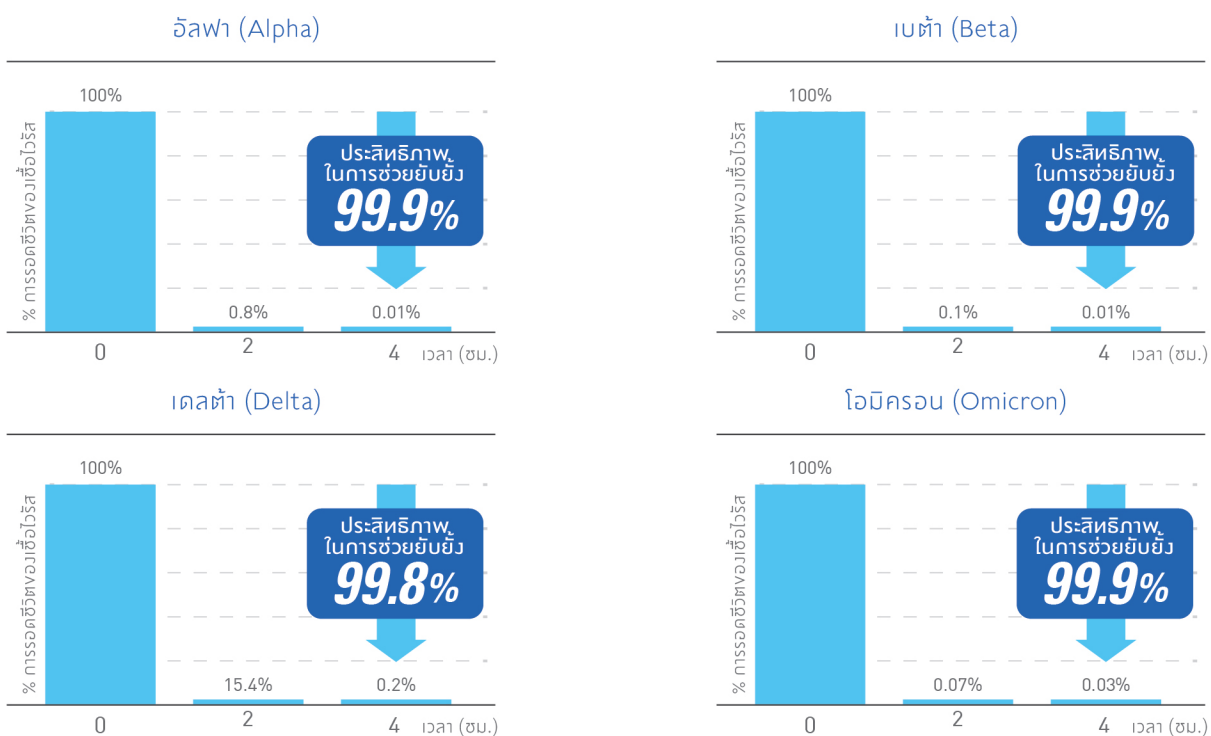 อัลฟา (Alpha)
% การรอดชีวิตของเชื้อไวรัส
100%
ประสิทธิภาพ
ในการช่วยยับยั้ง
99.9%
0.8%
0.01%
0
2
4
เวลา (ชม.)
เบต้า (Beta)
% การรอดชีวิตของเชื้อไวรัส
100%
ประสิทธิภาพ
ในการช่วยยับยั้ง
99.9%
0.1%
0.01%
0
2
4
เวลา (ชม.)
เดลต้า (Delta)
% การรอดชีวิตของเชื้อไวรัส
100%
ประสิทธิภาพ
ในการช่วยยับยั้ง
99.8%
15.4%
0.2%
0
2
4
เวลา (ชม.)
โอมิครอน (Omicron)
% การรอดชีวิตของเชื้อไวรัส
100%
ประสิทธิภาพ
ในการช่วยยับยั้ง
99.9%
0.07%
0.03%
0
2
4
เวลา (ชม.)